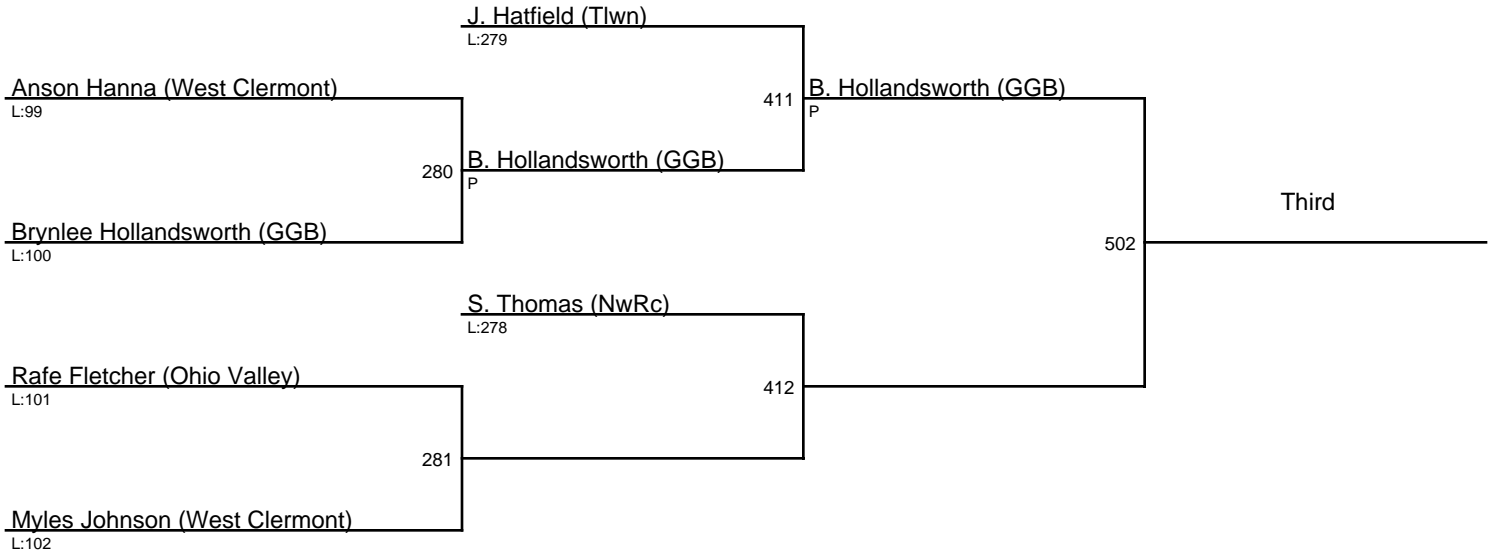 J. Hatfield (Tlwn)
L:279
Anson Hanna (West Clermont)
L:99
411
B. Hollandsworth (GGB)
P
280
B. Hollandsworth (GGB)
P
Third
Brynlee Hollandsworth (GGB)
L:100
502
S. Thomas (NwRc)
L:278
Rafe Fletcher (Ohio Valley)
L:101
412
281
Myles Johnson (West Clermont)
L:102